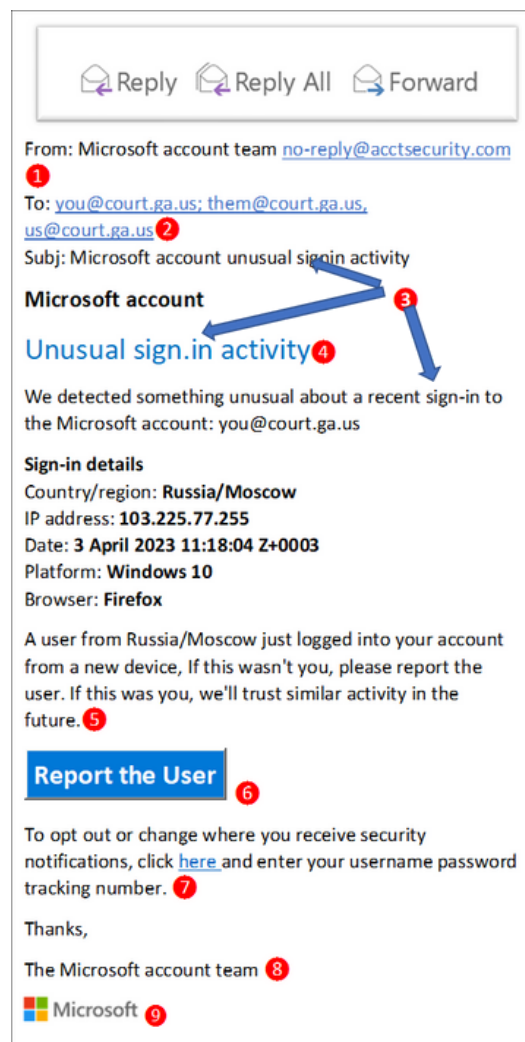 Reply Reply All Forward
From: Microsoft account team no-reply@acctsecurity.com
1
To: you@court.ga.us; them@court.ga.us,
us@court.ga.us 2
Subj: Microsoft account unusual signin activity
Microsoft account 3
Unusual sign.in activity 4
We detected something unusual about a recent sign-in to
the Microsoft account: you@court.ga.us
Sign-in details
Country/region: Russia/Moscow
IP address: 103.225.77.255
Date: 3 April 2023 11:18:04 Z+0003
Platform: Windows 10
Browser: Firefox
A user from Russia/Moscow just logged into your account
from a new device, If this wasn't you, please report the
user. If this was you, we'll trust similar activity in the
future. 5
Report the User 6
To opt out or change where you receive security
notifications, click here and enter your username password
tracking number. 7
Thanks,
The Microsoft account team 8
Microsoft 9